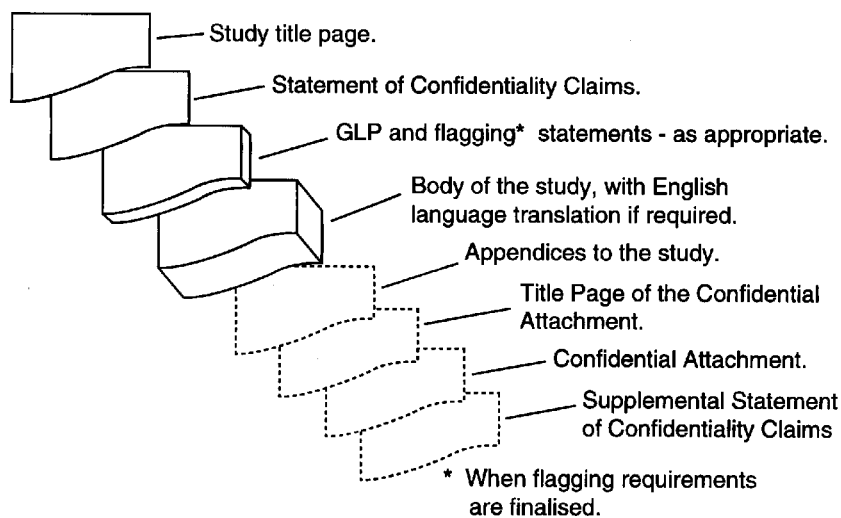 Study title page.
Statement of Confidentiality Claims.
GLP and flagging* statements - as appropriate.
Body of the study, with English
language translation if required.
Appendices to the study.
Title Page of the Confidential
Attachment.
Confidential Attachment.
Supplemental Statement
of Confidentiality Claims
* When flagging requirements
are finalised.